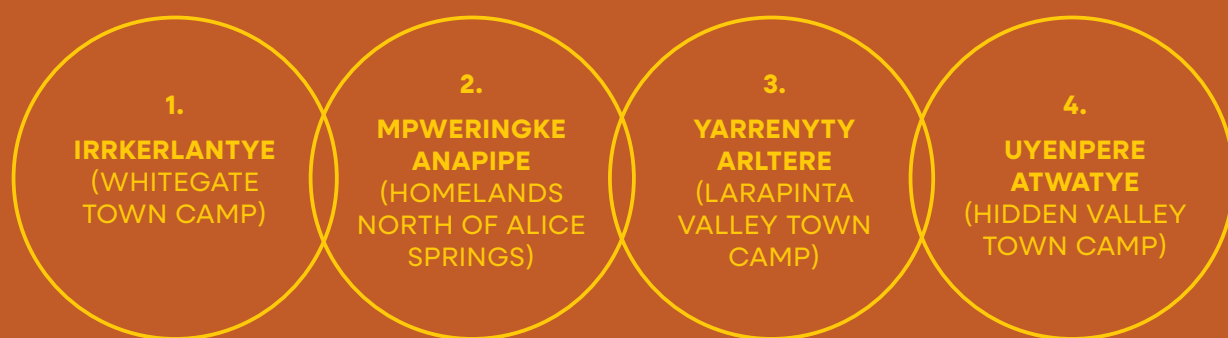 1.
IRRKERLANTYE
(WHITEGATE
TOWN CAMP)
2.
MPWERINGKE
ANAPIPE
(HOMELANDS
NORTH OF ALICE
SPRINGS)
3.
YARRENYTY
ARLTERE
(LARAPINTA
VALLEY TOWN
CAMP)
4.
UYENPERE
ATWATYE
(HIDDEN VALLEY
TOWN CAMP)